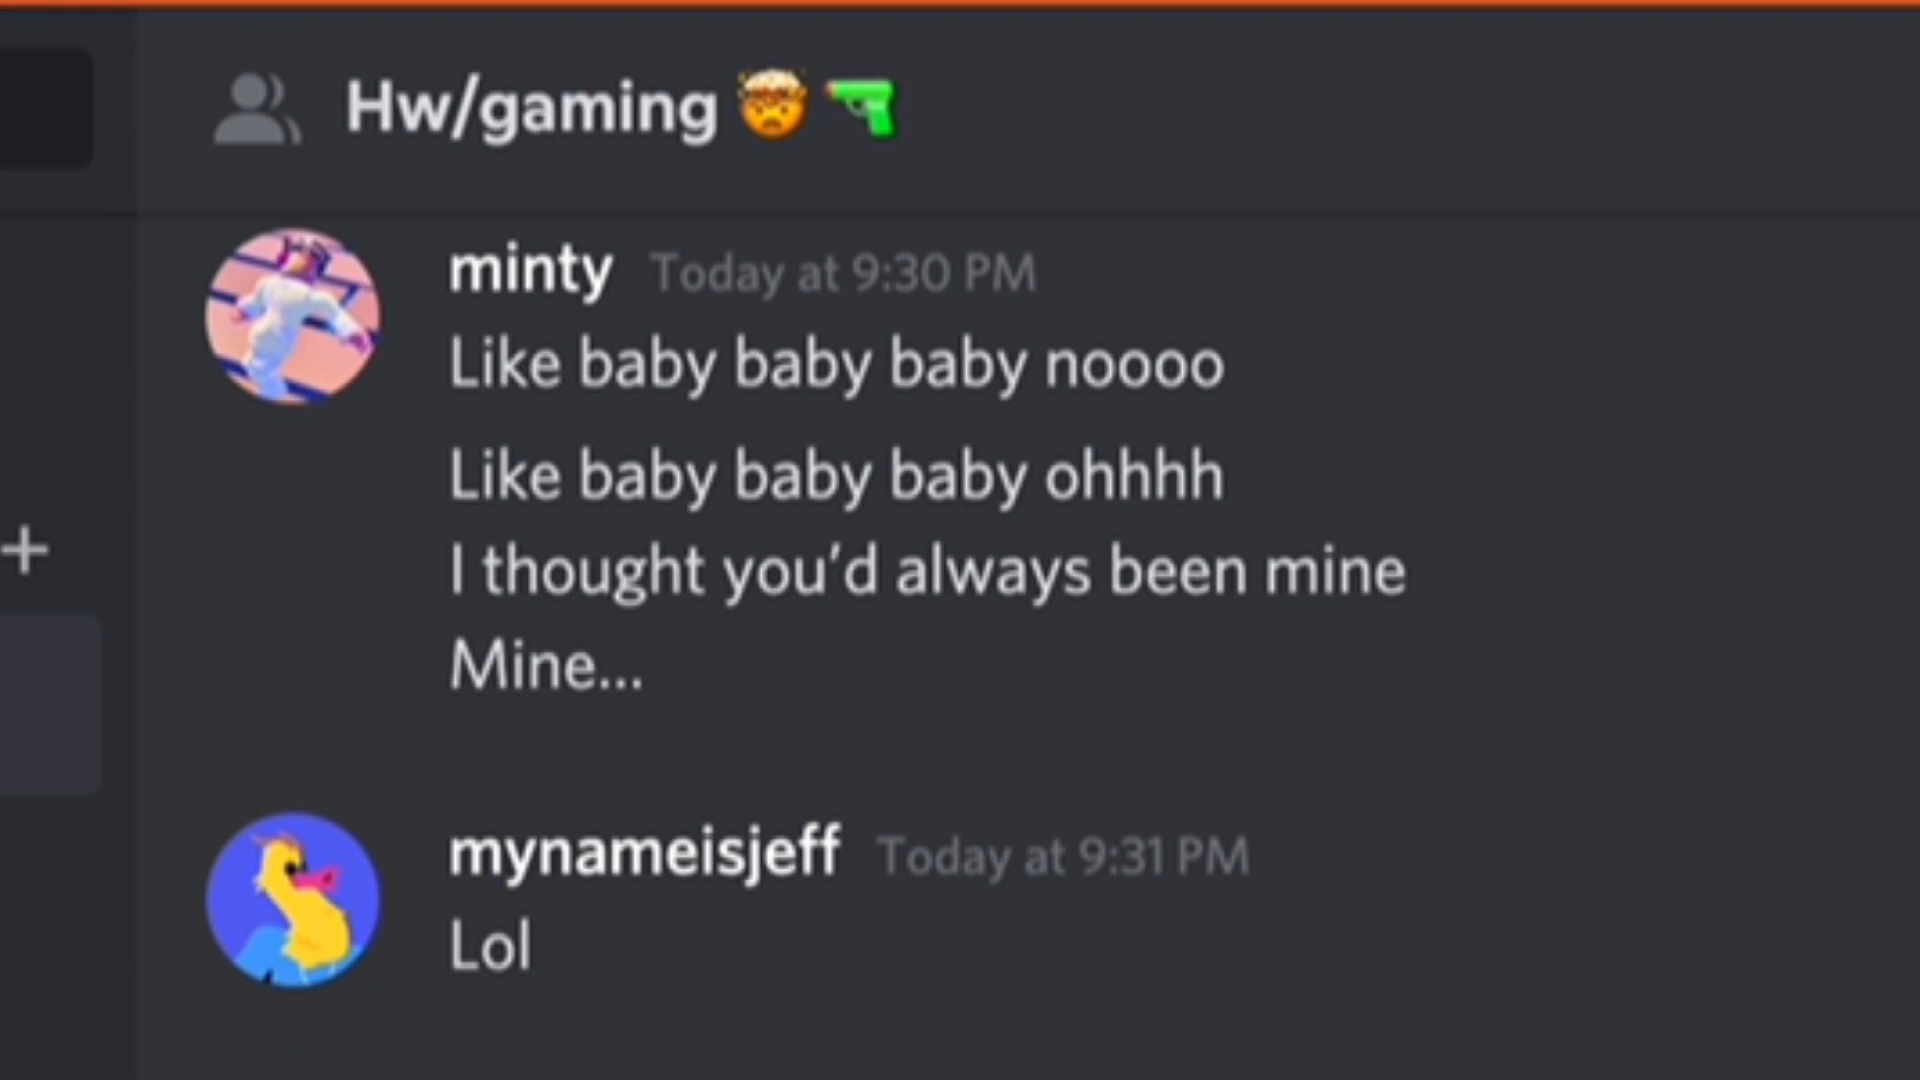 Hw/gaming 🤯🔫
minty Today at 9:30 PM
Like baby baby baby noooo
Like baby baby baby ohhhh
I thought you’d always been mine
Mine...
mynameisjeff Today at 9:31 PM
Lol